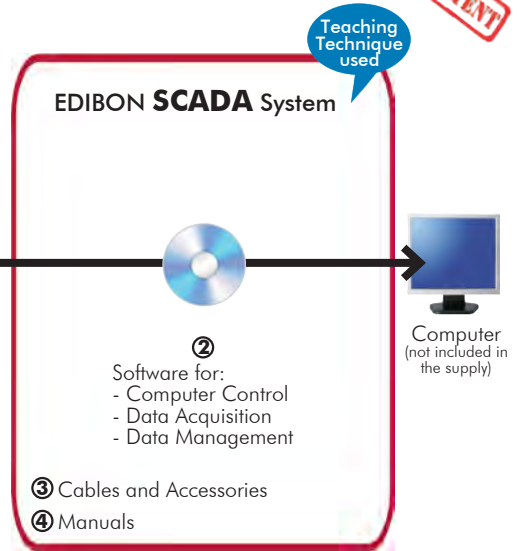 Teaching
Technique
used
EDIBON SCADA System
②
Software for:
- Computer Control
- Data Acquisition
- Data Management
③ Cables and Accessories
④ Manuals
Computer
(not included in
the supply)